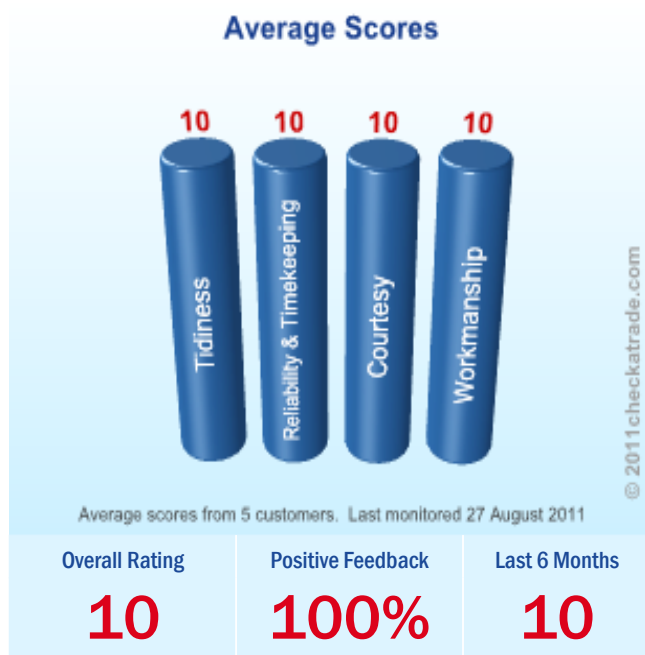 Average Scores
10 10 10 10
Tidiness
Reliability & Timekeeping
Courtesy
Workmanship
© 2011checkatrade.com
Average scores from 5 customers. Last monitored 27 August 2011
Overall Rating Positive Feedback Last 6 Months
10 100% 10